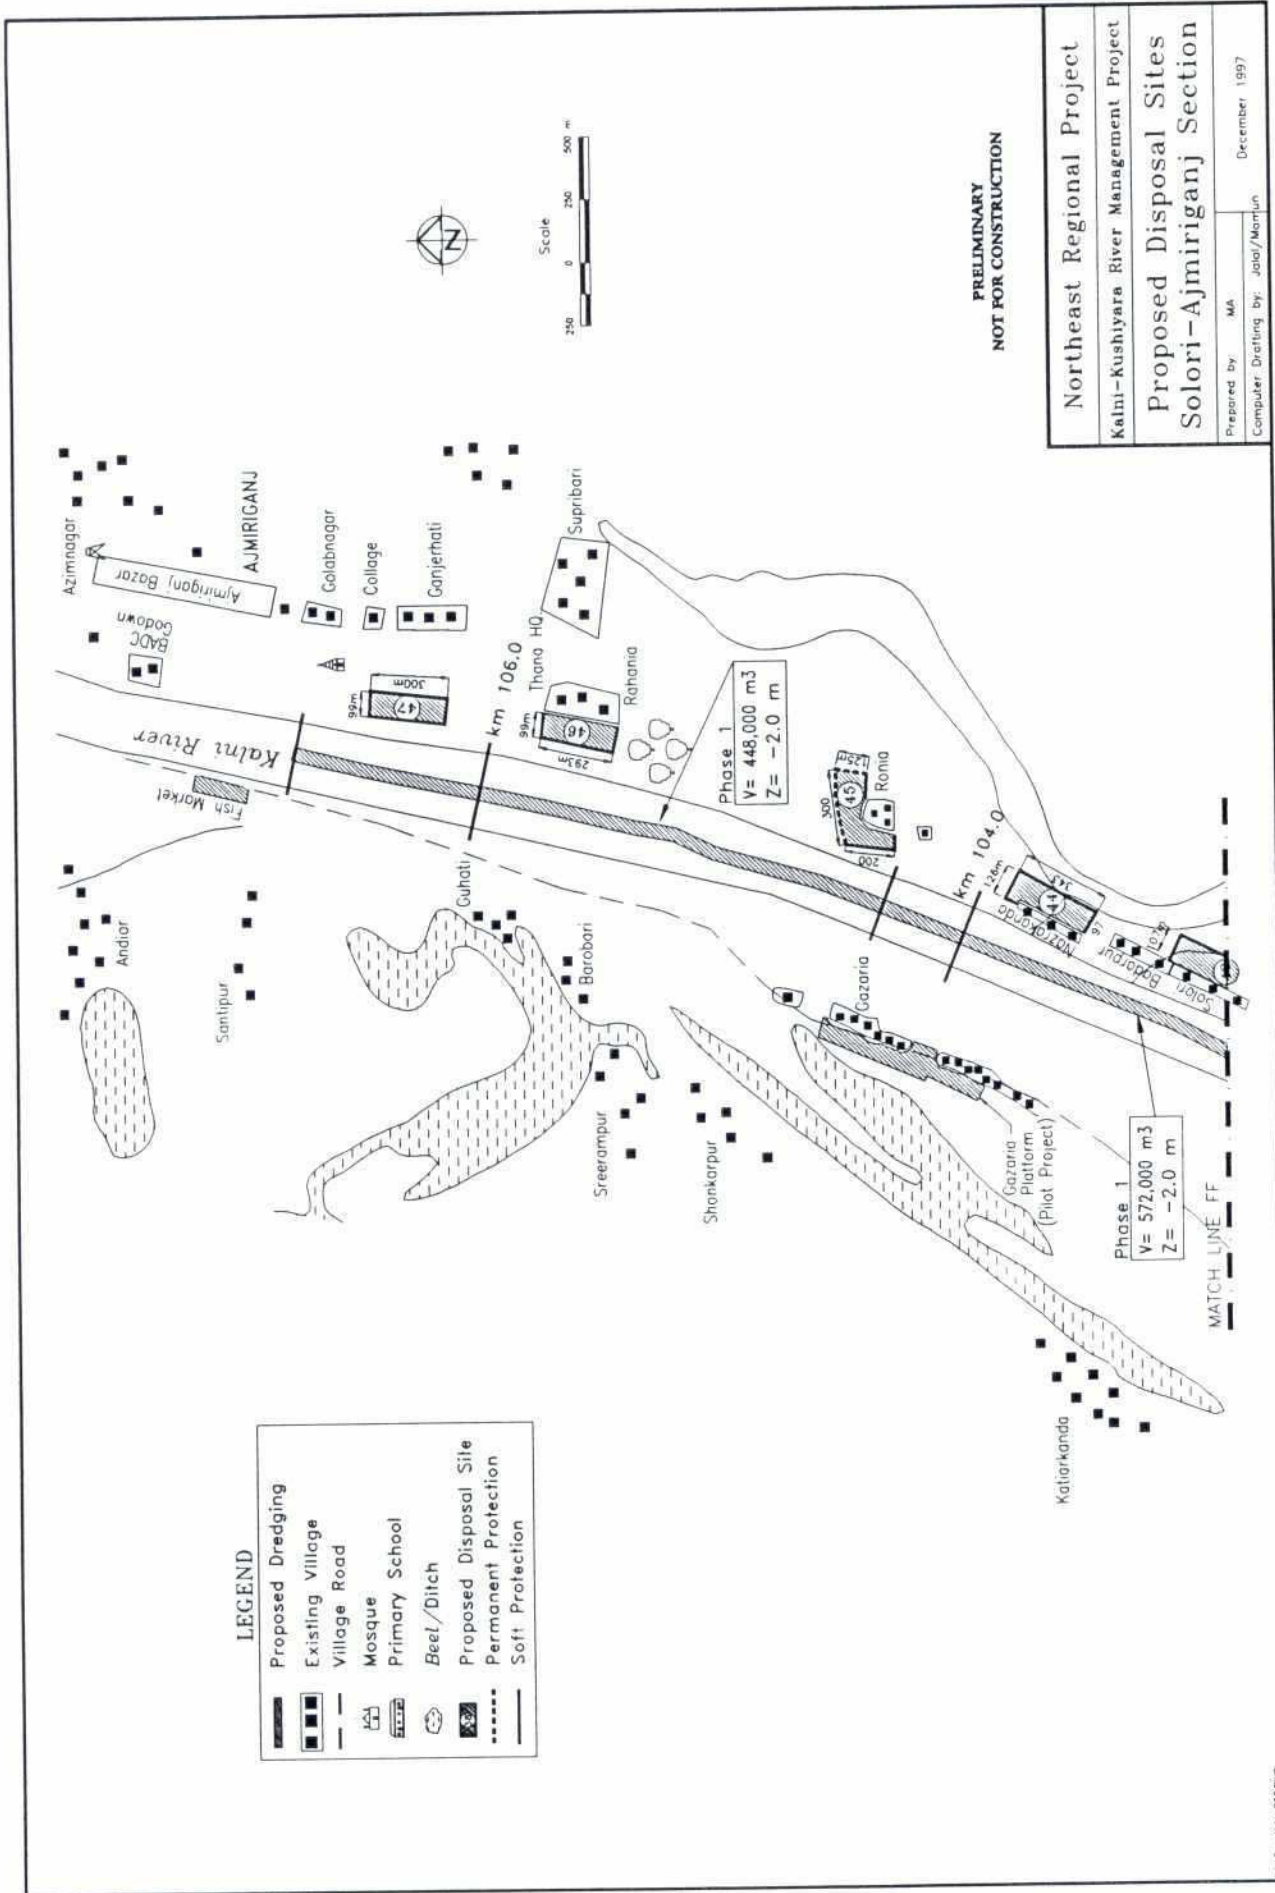 LEGEND
Proposed Dredging
Existing Village
Village Road
Mosque
Primary School
Beel/Ditch
Proposed Disposal Site
Permanent Protection
Soft Protection
Andiar
Santipur
Fish Market
Kalni River
BADC
Godown
Azimnagar
Ajmiriganj Bazar
AJMIRIGANJ
Golabnagar
Collage
Ganjerhati
99m
300m
47
km 106.0
Thana HQ
Supribari
99m
293m
46
Rahania
Guhati
Barobari
Sreerampur
Shankarpur
Phase 1
V= 448,000 m3
Z= -2.0 m
300
125m
45
200
Ronia
Gazaria
km 104.0
126m
343
44
97
Nazrakanda
Badarpur
Solori
Gazaria
Platform
(Pilot Project)
Phase 1
V= 572,000 m3
Z= -2.0 m
Katiarkanda
MATCH LINE FF
Scale
250 0 250 500 m
Z
PRELIMINARY
NOT FOR CONSTRUCTION
Northeast Regional Project
Kalni-Kushiyara River Management Project
Proposed Disposal Sites
Solori-Ajmiriganj Section
Prepared by: MA
Computer Drafting by: Jalal/Mamun
December 1997